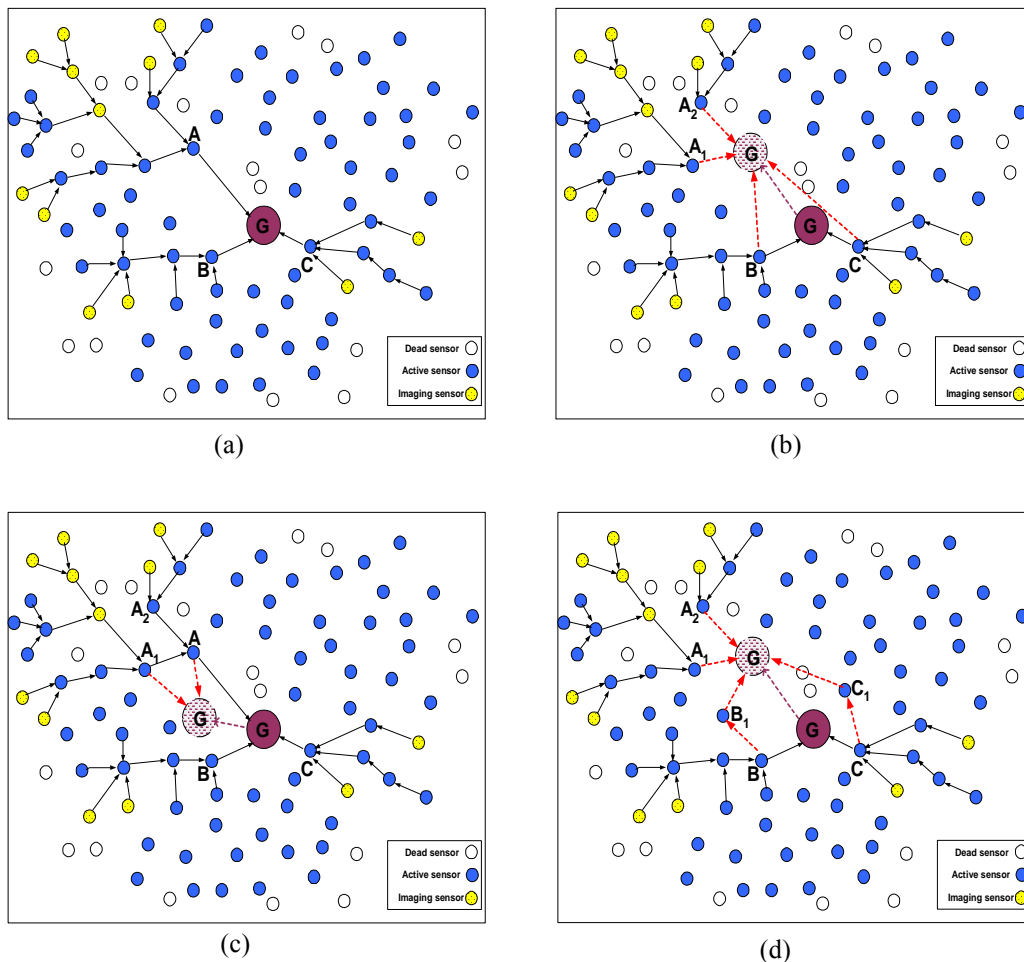 A
G
B
C
Dead sensor
Active sensor
Imaging sensor
(a)
A2
A1
G
G
B
C
Dead sensor
Active sensor
Imaging sensor
(b)
A2
A
A1
G
G
B
C
Dead sensor
Active sensor
Imaging sensor
(c)
A2
A1
G
C1
B1
G
B
C
Dead sensor
Active sensor
Imaging sensor
(d)